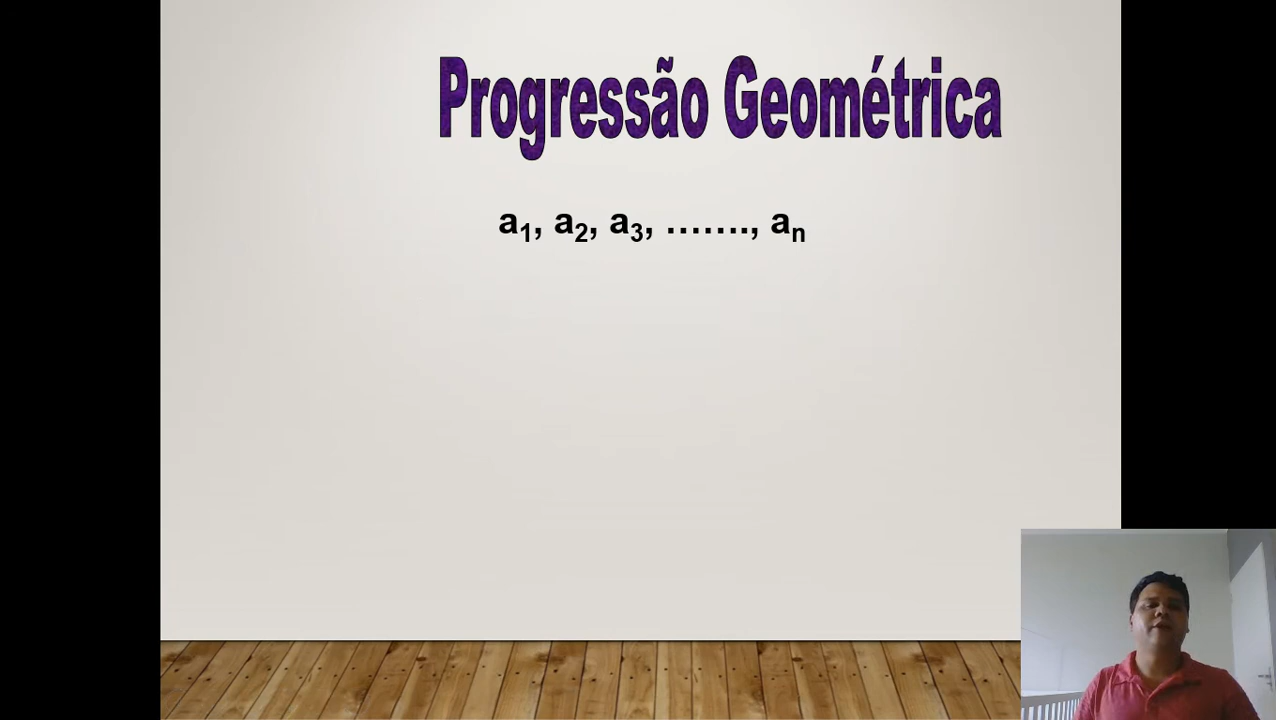 Progressão Geométrica
a₁, a₂, a₃, ……., aₙ